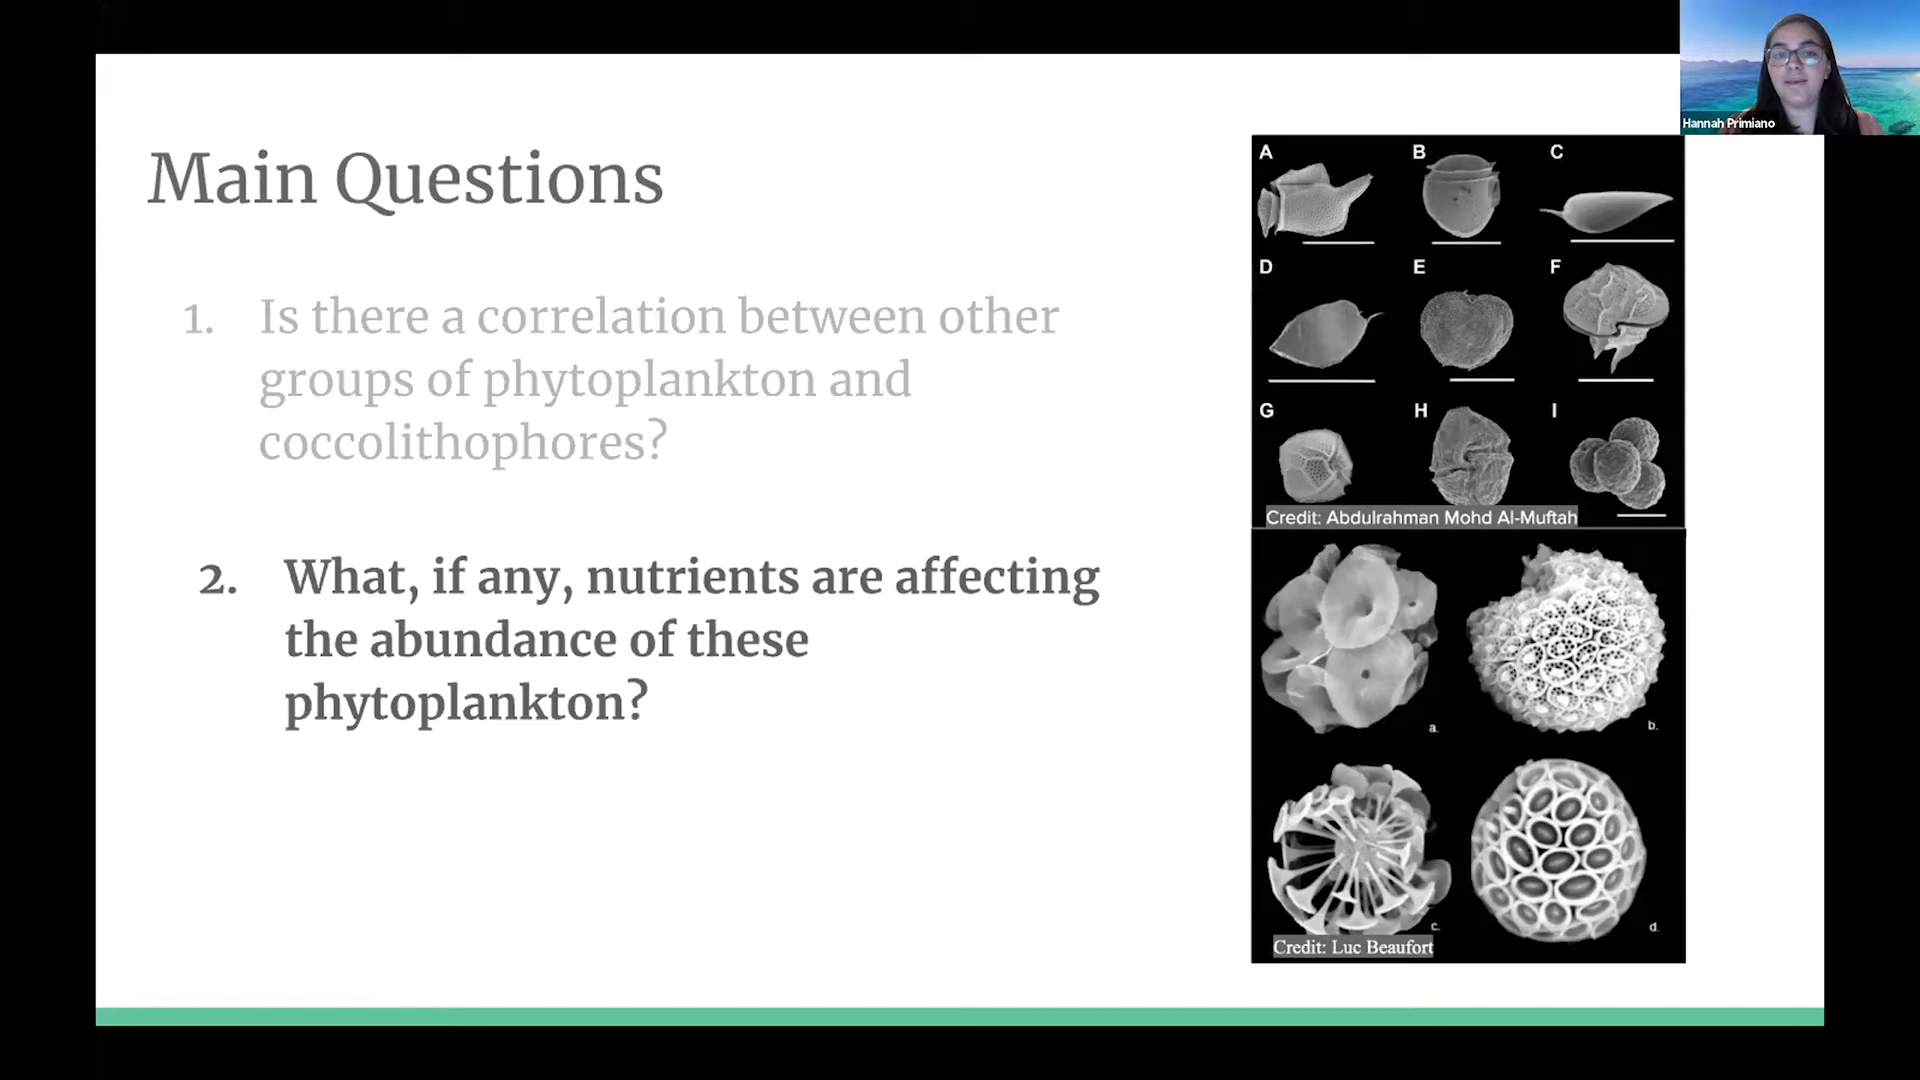 Hannah Primiano
Main Questions
1. Is there a correlation between other
groups of phytoplankton and
coccolithophores?
2. What, if any, nutrients are affecting
the abundance of these
phytoplankton?
A B C
D E F
G H I
Credit: Abdulrahman Mohd Al-Muftah
a. b.
c. d.
Credit: Luc Beaufort